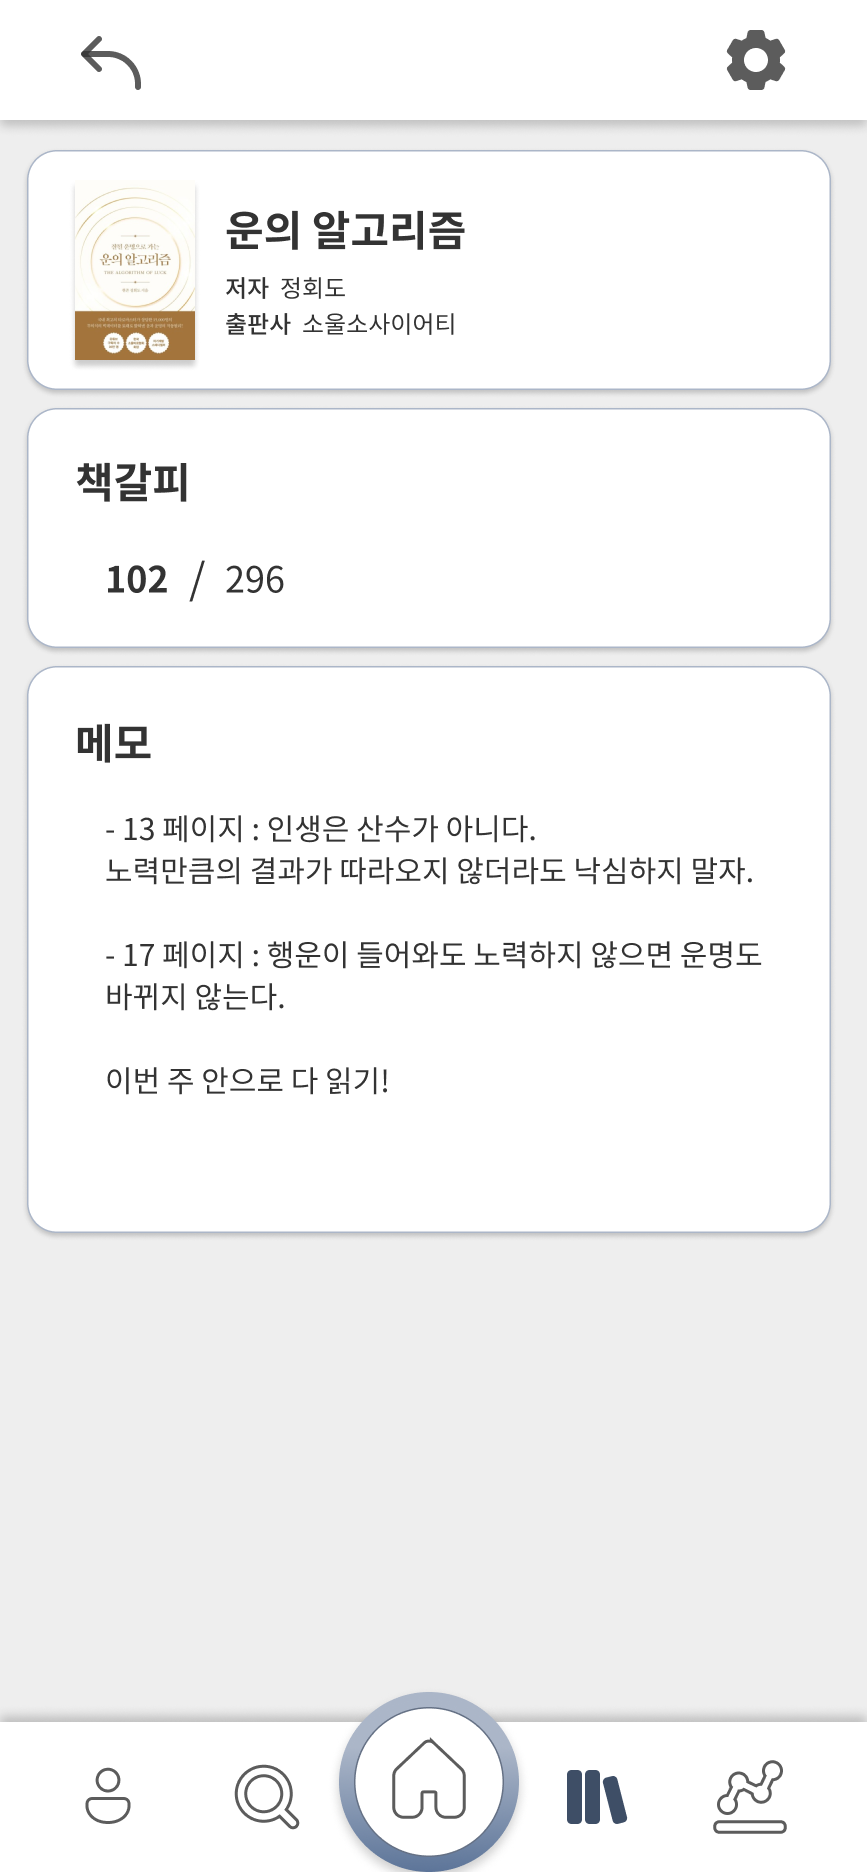 운의 알고리즘
THE ALGORITHM OF LUCK
운의 알고리즘
저자 정회도
출판사 소울소사이어티
책갈피
102 / 296
메모
- 13 페이지 : 인생은 산수가 아니다.
노력만큼의 결과가 따라오지 않더라도 낙심하지 말자.
- 17 페이지 : 행운이 들어와도 노력하지 않으면 운명도
바뀌지 않는다.
이번 주 안으로 다 읽기!